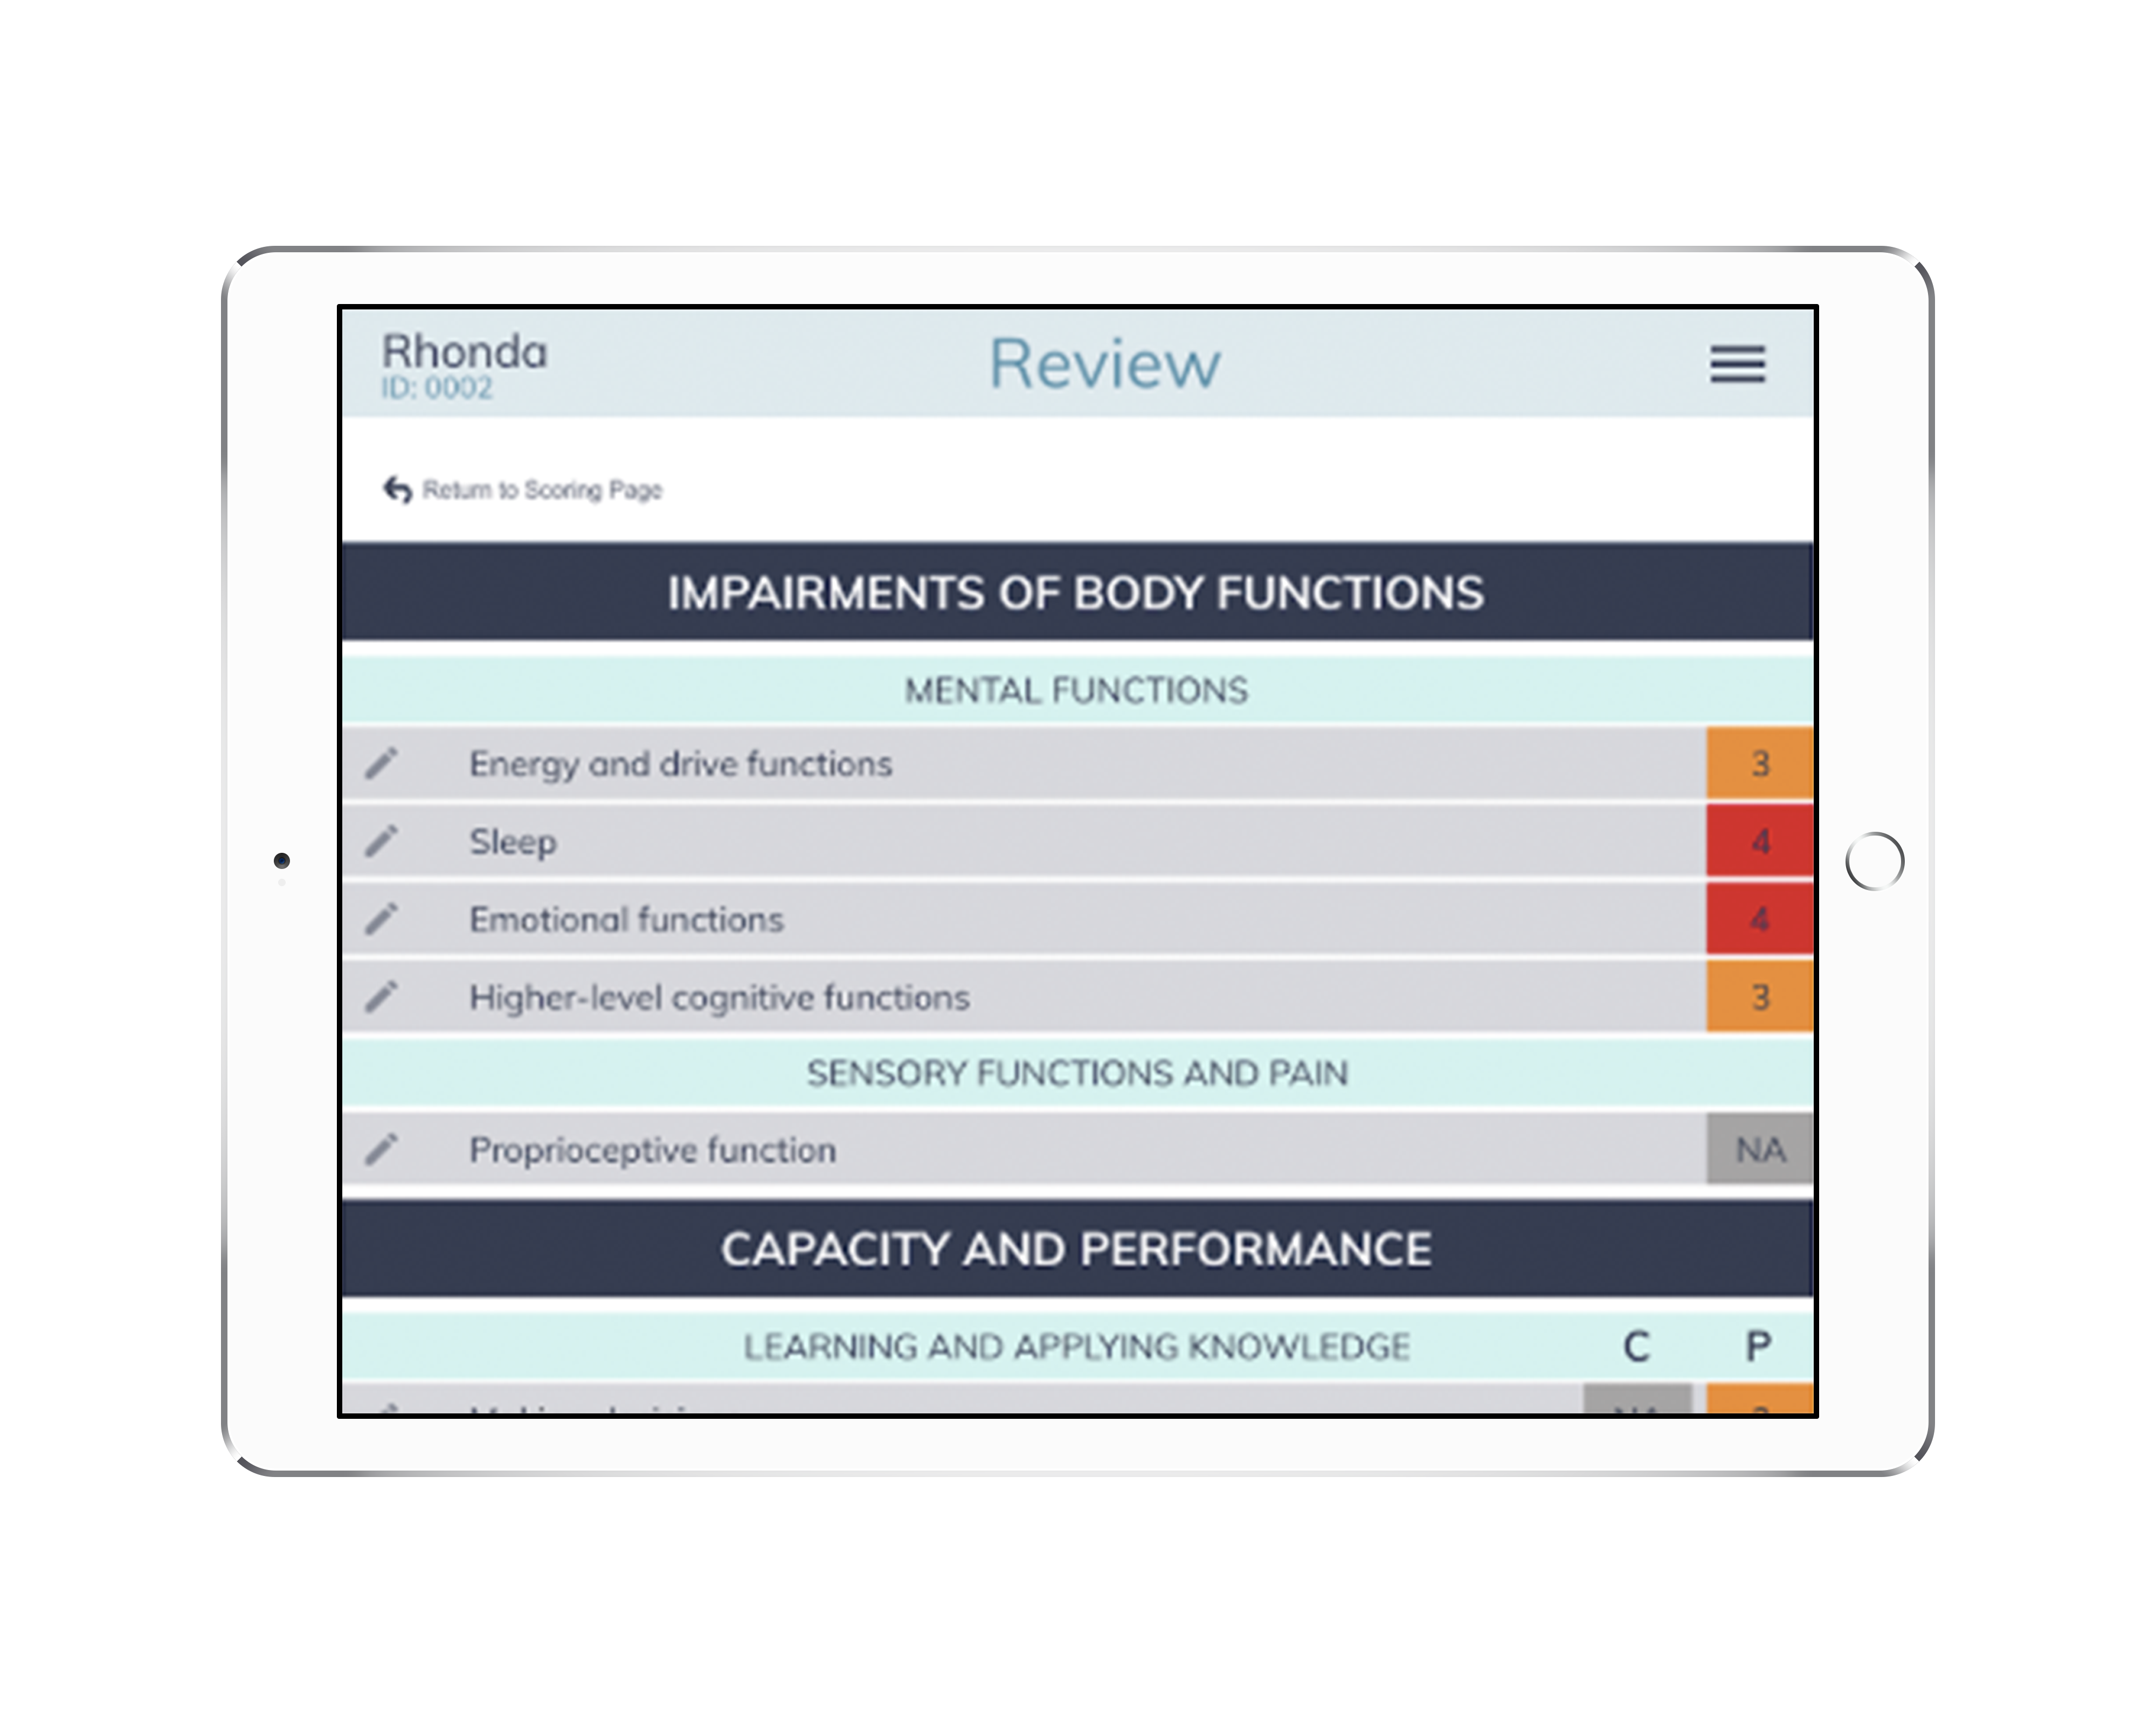 Rhonda
Review
ID: 0002
Return to Scoring Page
IMPAIRMENTS OF BODY FUNCTIONS
MENTAL FUNCTIONS
Energy and drive functions 3
Sleep 4
Emotional functions 4
Higher-level cognitive functions 3
SENSORY FUNCTIONS AND PAIN
Proprioceptive function NA
CAPACITY AND PERFORMANCE
LEARNING AND APPLYING KNOWLEDGE C P